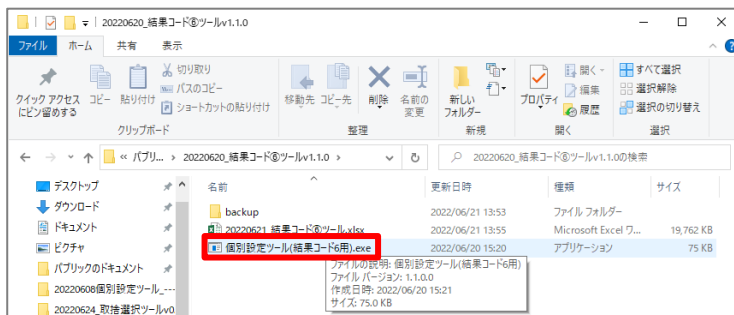 20220620_結果コード⑥ツールv1.1.0
ファイル ホーム 共有 表示
クイック アクセス
にピン留めする
コピー
貼り付け
切り取り
パスのコピー
ショートカットの貼り付け
クリップボード
移動先
コピー先
削除
名前の
変更
整理
新しい
フォルダー
新規
プロパティ
開く
編集
履歴
開く
すべて選択
選択解除
選択の切り替え
選択
« パブリ... > 20220620_結果コード⑥ツールv1.1.0 >
20220620_結果コード⑥ツールv1.1.0の検索
名前 更新日時 種類 サイズ
デスクトップ
ダウンロード
ドキュメント
ピクチャ
パブリックのドキュメント
20220608個別設定ツール_---
20220624_取捨選択ツールv0
backup 2022/06/21 13:53 ファイル フォルダー
20220621_結果コード⑥ツール.xlsx 2022/06/21 13:55 Microsoft Excel ワ... 19,762 KB
個別設定ツール(結果コード6用).exe 2022/06/20 15:20 アプリケーション 75 KB
ファイルの説明: 個別設定ツール(結果コード6用)
ファイル バージョン: 1.1.0.0
作成日時: 2022/06/20 15:21
サイズ: 75.0 KB